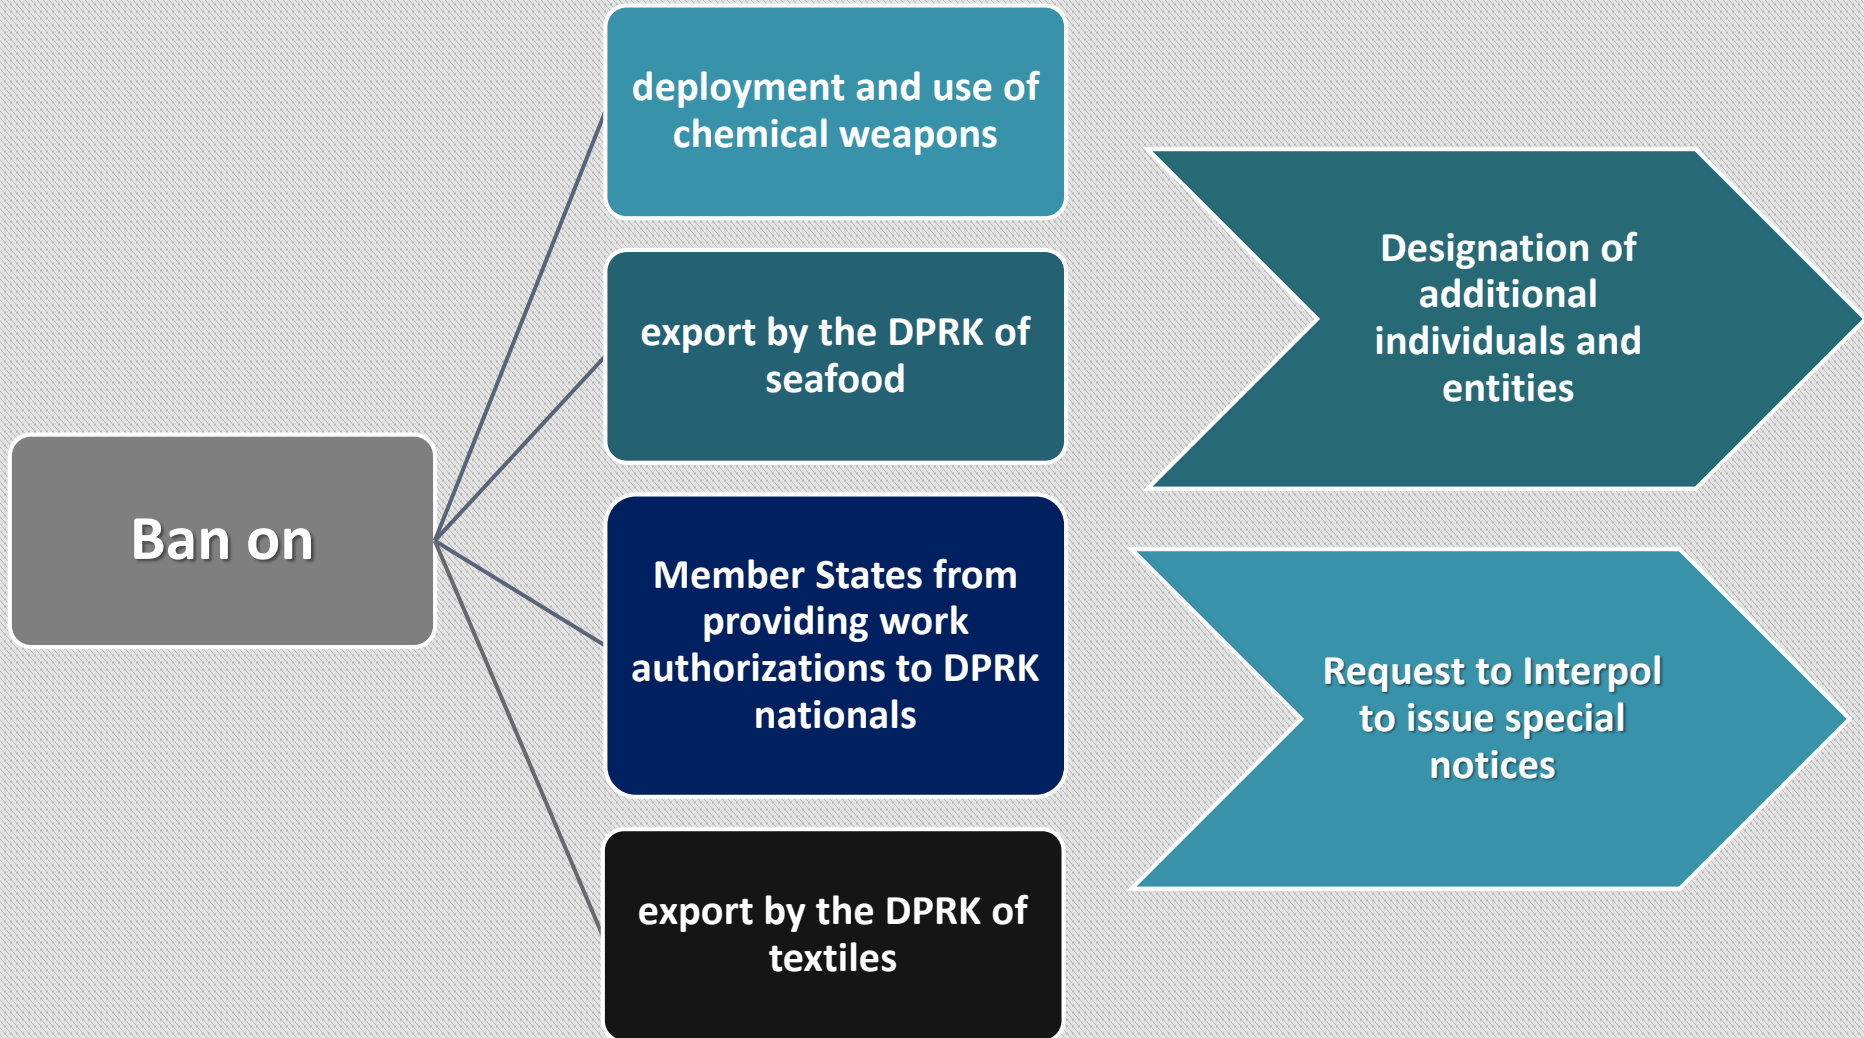 Ban on
deployment and use of
chemical weapons
export by the DPRK of
seafood
Member States from
providing work
authorizations to DPRK
nationals
export by the DPRK of
textiles
Designation of
additional
individuals and
entities
Request to Interpol
to issue special
notices